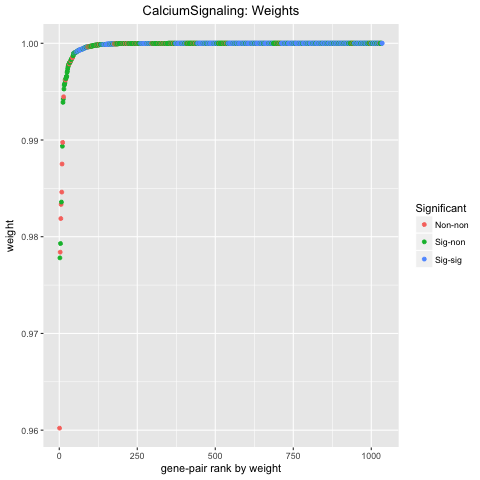 CalciumSignaling: Weights
1.00
0.99
0.98
0.97
0.96
weight
0
250
500
750
1000
gene-pair rank by weight
Significant
Non-non
Sig-non
Sig-sig